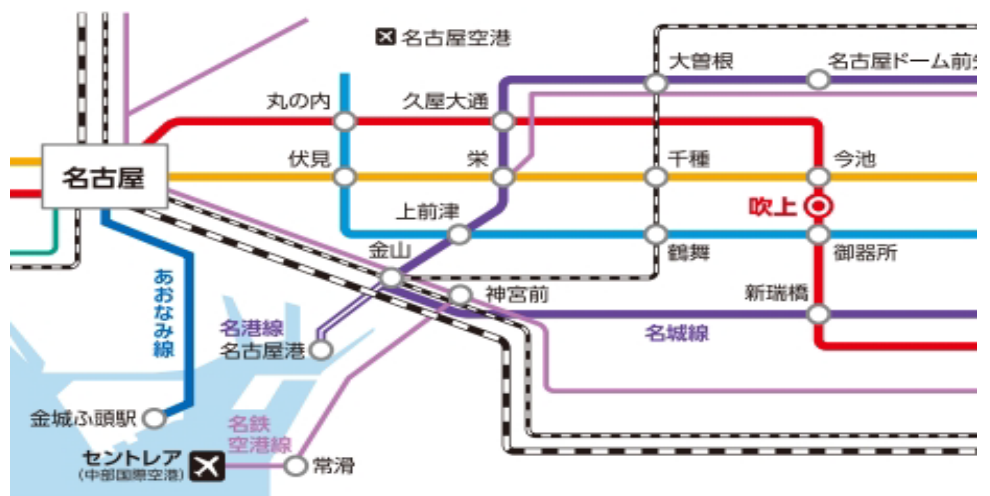 名古屋空港
大曽根
名古屋ドーム前
丸の内
久屋大通
名古屋
伏見
栄
千種
今池
吹上
上前津
金山
鶴舞
御器所
神宮前
新瑞橋
あおなみ線
名港線
名古屋港
名城線
金城ふ頭駅
名鉄
空港線
セントレア
(中部国際空港)
常滑